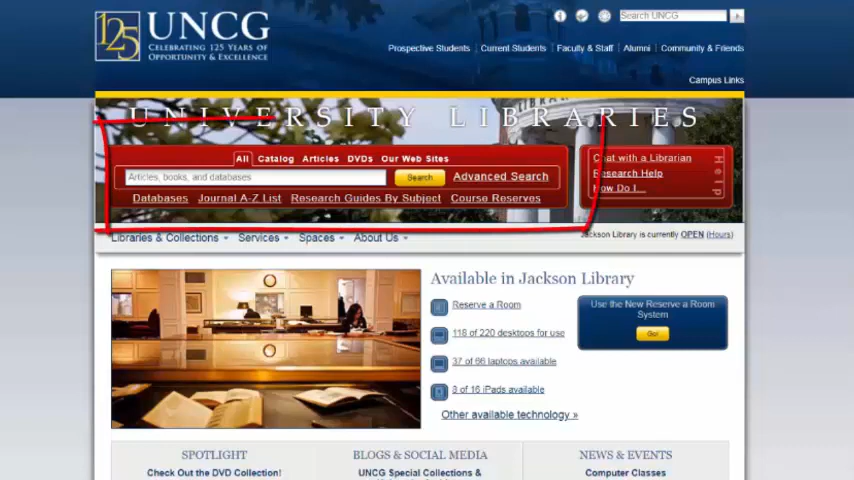 125 UNCG
CELEBRATING 125 YEARS OF
OPPORTUNITY & EXCELLENCE
Search UNCG
Prospective Students
Current Students
Faculty & Staff
Alumni
Community & Friends
Campus Links
UNIVERSITY LIBRARIES
All Catalog Articles DVDs Our Web Sites
Articles, books, and databases
Search
Advanced Search
Databases Journal A-Z List Research Guides By Subject Course Reserves
Chat with a Librarian
Research Help
How Do I...
Help
Libraries & Collections Services Spaces About Us
Jackson Library is currently OPEN (Hours)
Available in Jackson Library
Reserve a Room
118 of 220 desktops for use
37 of 66 laptops available
8 of 16 iPads available
Other available technology »
Use the New Reserve a Room
System
Go!
SPOTLIGHT
Check Out the DVD Collection!
BLOGS & SOCIAL MEDIA
UNCG Special Collections &
NEWS & EVENTS
Computer Classes